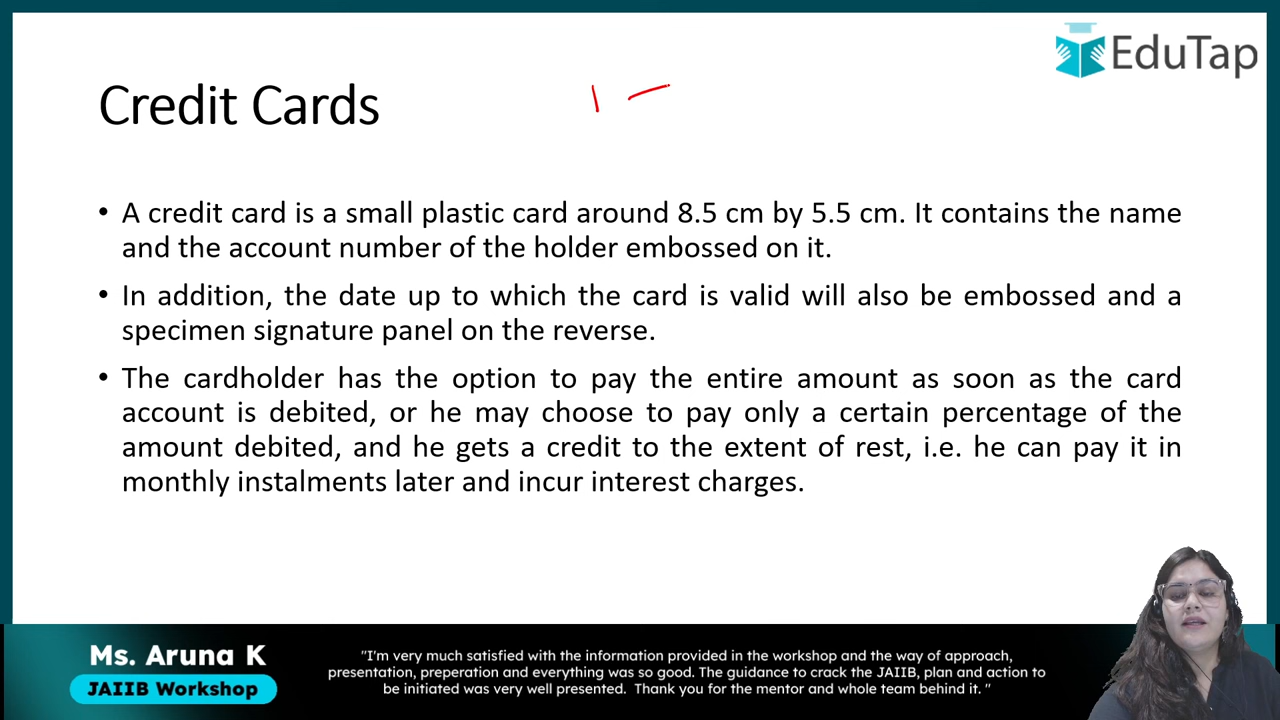 EduTap
Credit Cards
1 -
• A credit card is a small plastic card around 8.5 cm by 5.5 cm. It contains the name
and the account number of the holder embossed on it.
• In addition, the date up to which the card is valid will also be embossed and a
specimen signature panel on the reverse.
• The cardholder has the option to pay the entire amount as soon as the card
account is debited, or he may choose to pay only a certain percentage of the
amount debited, and he gets a credit to the extent of rest, i.e. he can pay it in
monthly instalments later and incur interest charges.
Ms. Aruna K
JAIIB Workshop
"I'm very much satisfied with the information provided in the workshop and the way of approach,
presentation, preperation and everything was so good. The guidance to crack the JAIIB, plan and action to
be initiated was very well presented. Thank you for the mentor and whole team behind it. "